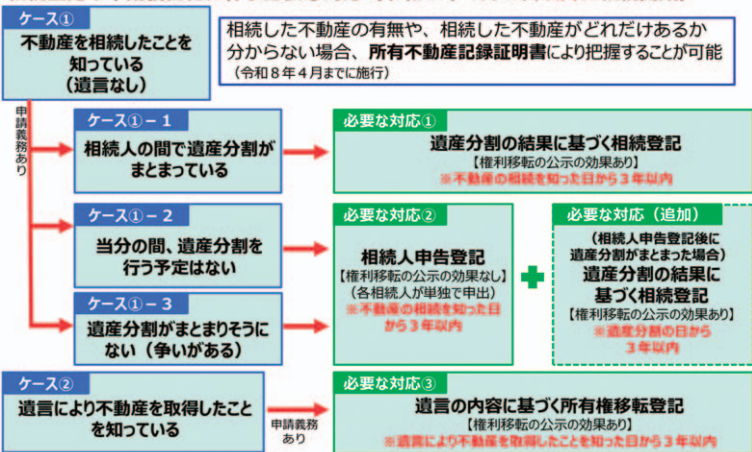 ケース①
不動産を相続したことを
知っている
(遺言なし)
相続した不動産の有無や、相続した不動産がどれだけあるか
分からない場合、所有不動産記録証明書により把握することが可能
(令和8年4月までに施行)
申請義務あり
ケース①-1
相続人の間で遺産分割が
まとまっている
必要な対応①
遺産分割の結果に基づく相続登記
【権利移転の公示の効果あり】
※不動産の相続を知った日から3年以内
ケース①-2
当分の間、遺産分割を
行う予定はない
必要な対応②
相続人申告登記
【権利移転の公示の効果なし】
(各相続人が単独で申出)
※不動産の相続を知った日
から3年以内
+
必要な対応(追加)
(相続人申告登記後に
遺産分割がまとまった場合)
遺産分割の結果に
基づく相続登記
【権利移転の公示の効果あり】
※遺産分割の日から
3年以内
ケース①-3
遺産分割がまとまりそうに
ない(争いがある)
ケース②
遺言により不動産を取得したこと
を知っている
申請義務
あり
必要な対応③
遺言の内容に基づく所有権移転登記
【権利移転の公示の効果あり】
※遺言により不動産を取得したことを知った日から3年以内